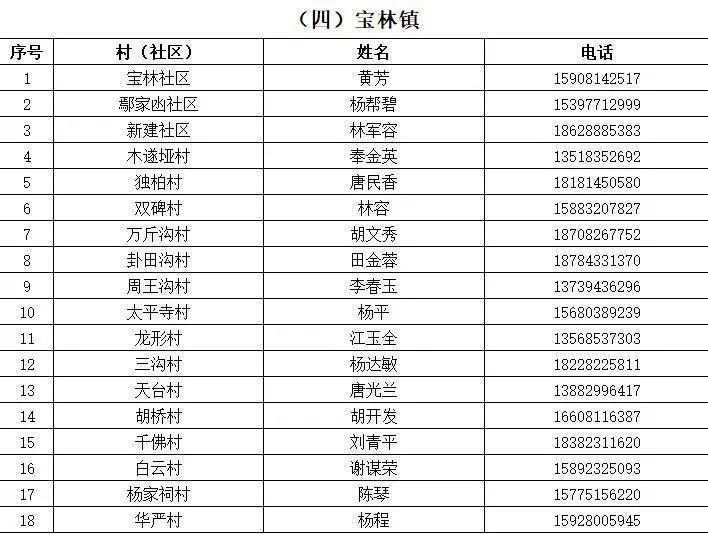 （四）宝林镇
序号 村（社区） 姓名 电话
1 宝林社区 黄芳 15908142517
2 鄢家凼社区 杨帮碧 15397712999
3 新建社区 林军容 18628885383
4 木遂垭村 奉金英 13518352692
5 独柏村 唐民香 18181450580
6 双碑村 林容 15883207827
7 万斤沟村 胡文秀 18708267752
8 卦田沟村 田金蓉 18784331370
9 周王沟村 李春玉 13739436296
10 太平寺村 杨平 15680389239
11 龙形村 江玉全 13568537303
12 三沟村 杨达敏 18228225811
13 天台村 唐光兰 13882996417
14 胡桥村 胡开发 16608116387
15 千佛村 刘青平 18382311620
16 白云村 谢谋荣 15892325093
17 杨家祠村 陈琴 15775156220
18 华严村 杨程 15928005945